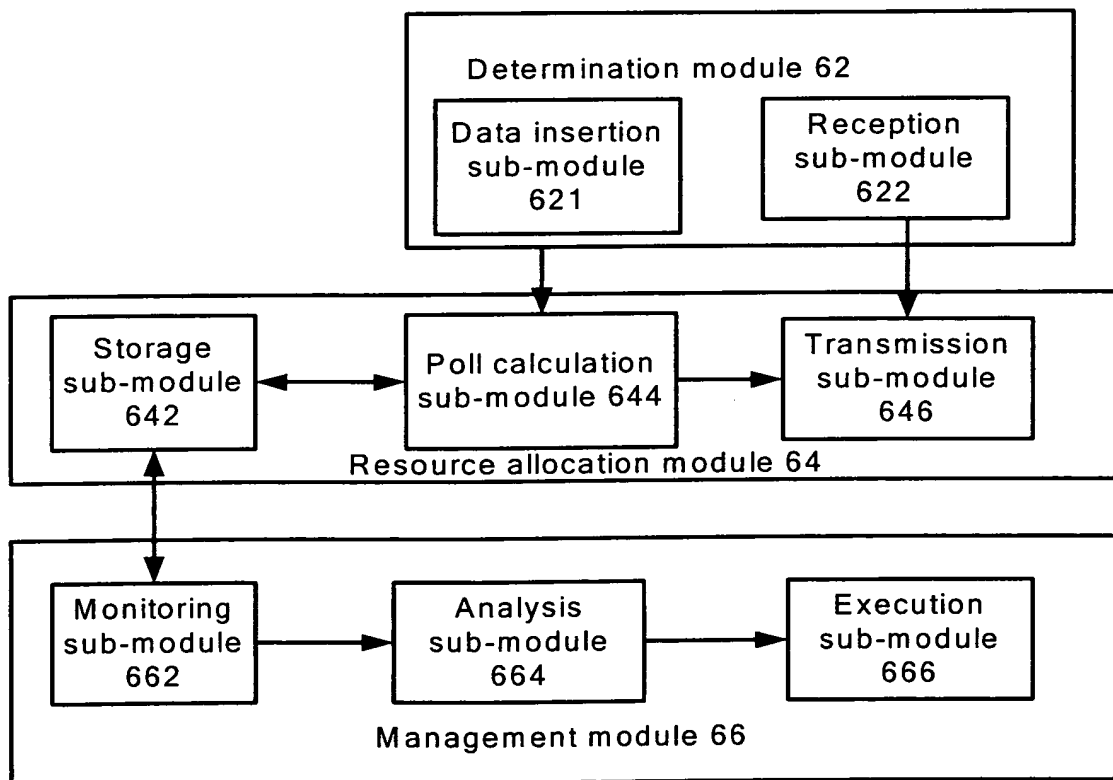 Determination module 62
Data insertion
sub-module
621
Reception
sub-module
622
Storage
sub-module
642
Poll calculation
sub-module 644
Transmission
sub-module
646
Resource allocation module 64
Monitoring
sub-module
662
Analysis
sub-module
664
Execution
sub-module
666
Management module 66